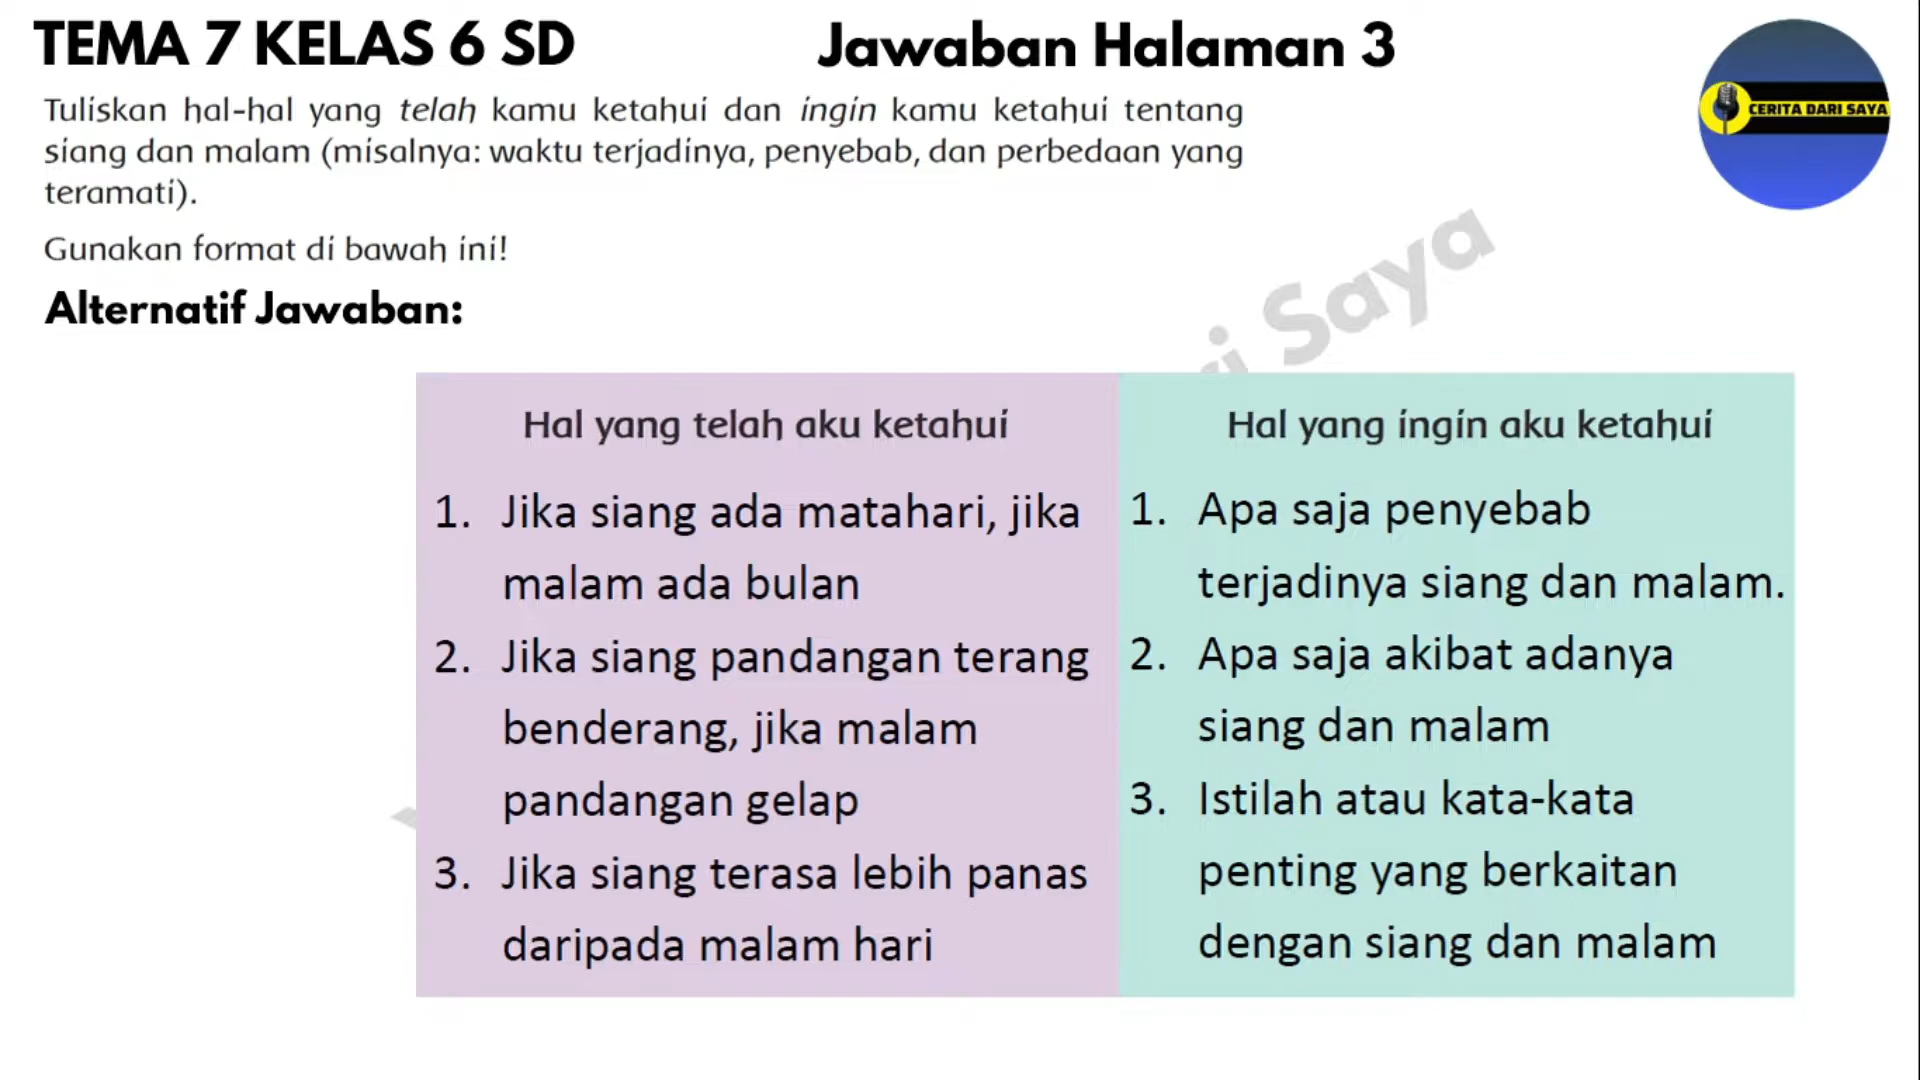 TEMA 7 KELAS 6 SD
Jawaban Halaman 3
CERITA DARI SAYA
Tuliskan hal-hal yang telah kamu ketahui dan ingin kamu ketahui tentang
siang dan malam (misalnya: waktu terjadinya, penyebab, dan perbedaan yang
teramati).
Gunakan format di bawah ini!
Alternatif Jawaban:
Saya
Hal yang telah aku ketahui
1. Jika siang ada matahari, jika
malam ada bulan
2. Jika siang pandangan terang
benderang, jika malam
pandangan gelap
3. Jika siang terasa lebih panas
daripada malam hari
Hal yang ingin aku ketahui
1. Apa saja penyebab
terjadinya siang dan malam.
2. Apa saja akibat adanya
siang dan malam
3. Istilah atau kata-kata
penting yang berkaitan
dengan siang dan malam